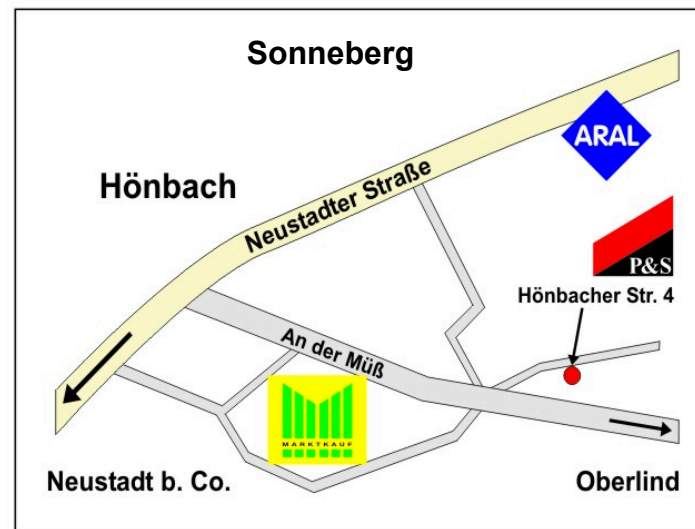 Sonneberg
ARAL
Hönbach
Neustadter Straße
P&S
Hönbacher Str. 4
An der Müß
MARKTKAUF
Neustadt b. Co.
Oberlind